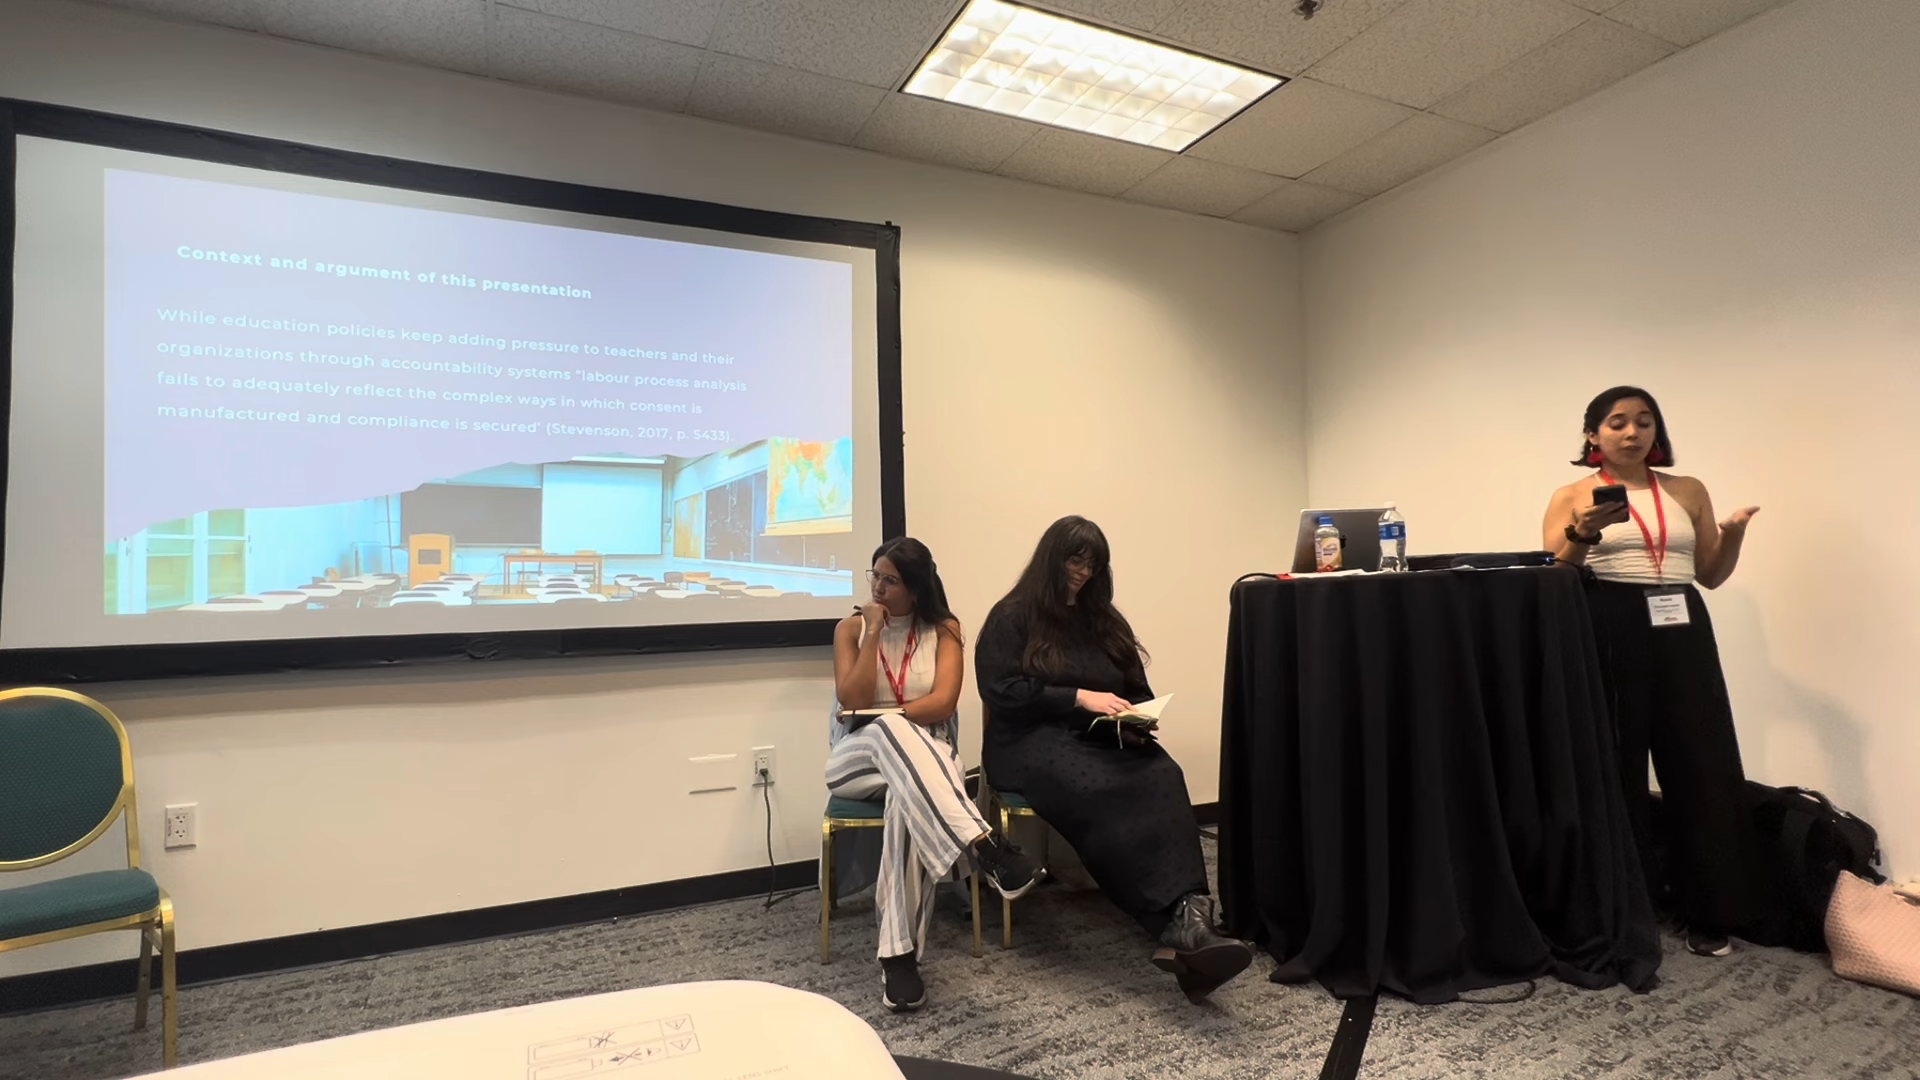 Context and argument of this presentation
While education policies keep adding pressure to teachers and their
organizations through accountability systems "labour process analysis
fails to adequately reflect the complex ways in which consent is
manufactured and compliance is secured" (Stevenson, 2017, p. 5433).